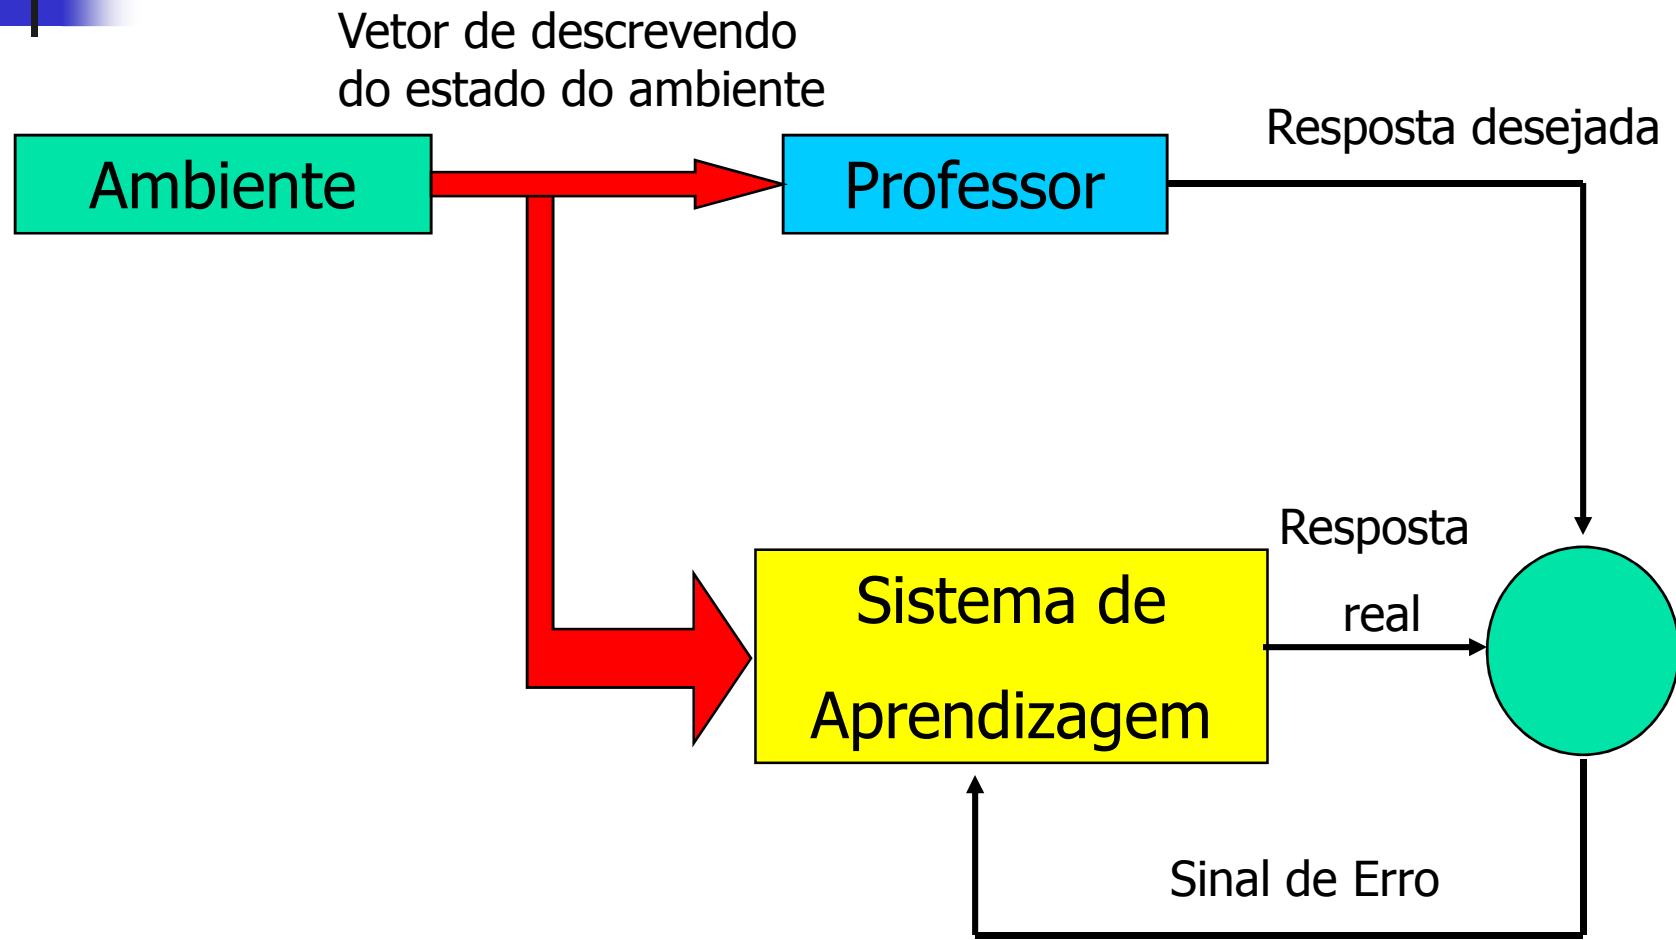 Vetor de descrevendo
do estado do ambiente
Resposta desejada
Ambiente
Professor
Resposta
real
Sistema de
Aprendizagem
Sinal de Erro